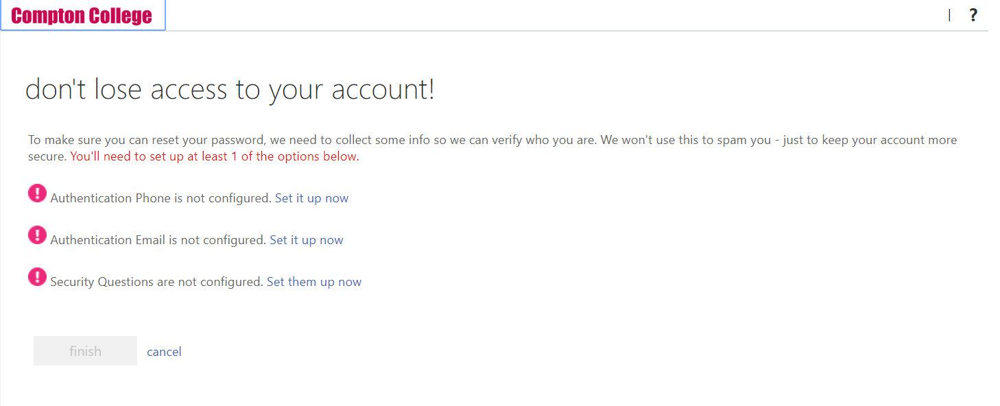 Compton College
| ?
don't lose access to your account!
To make sure you can reset your password, we need to collect some info so we can verify who you are. We won't use this to spam you - just to keep your account more
secure. You'll need to set up at least 1 of the options below.
! Authentication Phone is not configured. Set it up now
! Authentication Email is not configured. Set it up now
! Security Questions are not configured. Set them up now
finish cancel